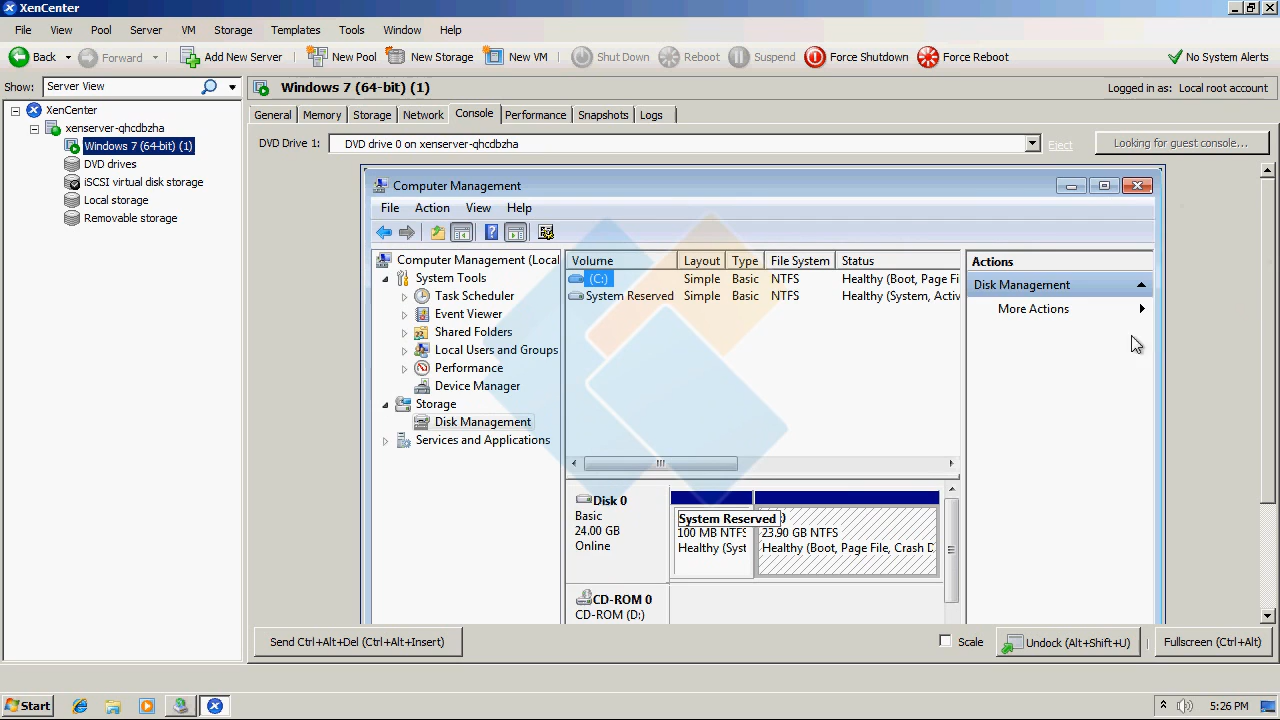 XenCenter
File View Pool Server VM Storage Templates Tools Window Help
Back Forward Add New Server New Pool New Storage New VM Shut Down Reboot Suspend Force Shutdown Force Reboot No System Alerts
Show: Server View
Windows 7 (64-bit) (1) Logged in as: Local root account
XenCenter
xenserver-qhcdbzha
Windows 7 (64-bit) (1)
DVD drives
iSCSI virtual disk storage
Local storage
Removable storage
General Memory Storage Network Console Performance Snapshots Logs
DVD Drive 1: DVD drive 0 on xenserver-qhcdbzha Eject Looking for guest console...
Computer Management
File Action View Help
Computer Management (Local
System Tools
Task Scheduler
Event Viewer
Shared Folders
Local Users and Groups
Performance
Device Manager
Storage
Disk Management
Services and Applications
Volume Layout Type File System Status
(C:) Simple Basic NTFS Healthy (Boot, Page Fi
System Reserved Simple Basic NTFS Healthy (System, Activ
Actions
Disk Management
More Actions
Disk 0
Basic
24.00 GB
Online
System Reserved
100 MB NTFS
Healthy (Syst
23.90 GB NTFS
Healthy (Boot, Page File, Crash D
CD-ROM 0
CD-ROM (D:)
Send Ctrl+Alt+Del (Ctrl+Alt+Insert) Scale Undock (Alt+Shift+U) Fullscreen (Ctrl+Alt)
Start 5:26 PM